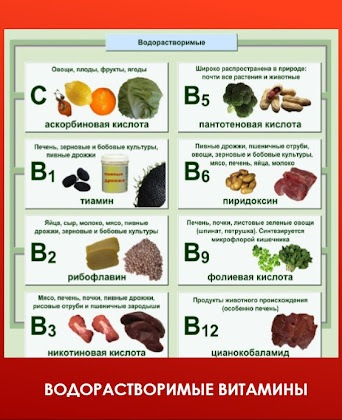 Водорастворимые
Овощи, плоды, фрукты, ягоды
C
аскорбиновая кислота
Широко распространена в природе:
почти все растения и животные
B5
пантотеновая кислота
Печень, зерновые и бобовые культуры,
пивные дрожжи
B1
тиамин
Пивные дрожжи, пшеничные отруби,
овощи, зерновые и бобовые культуры,
мясо, печень, яйца, молоко
B6
пиридоксин
Яйца, сыр, молоко, мясо, пивные
дрожжи, зерновые и бобовые культуры
B2
рибофлавин
Печень, почки, листовые зеленые овощи
(шпинат, петрушка). Синтезируется
микрофлорой кишечника
B9
фолиевая кислота
Мясо, печень, почки, пивные дрожжи,
рисовые отруби и пшеничные зародыши
B3
никотиновая кислота
Продукты животного происхождения
(особенно печень)
B12
цианокобаламид
ВОДОРАСТВОРИМЫЕ ВИТАМИНЫ